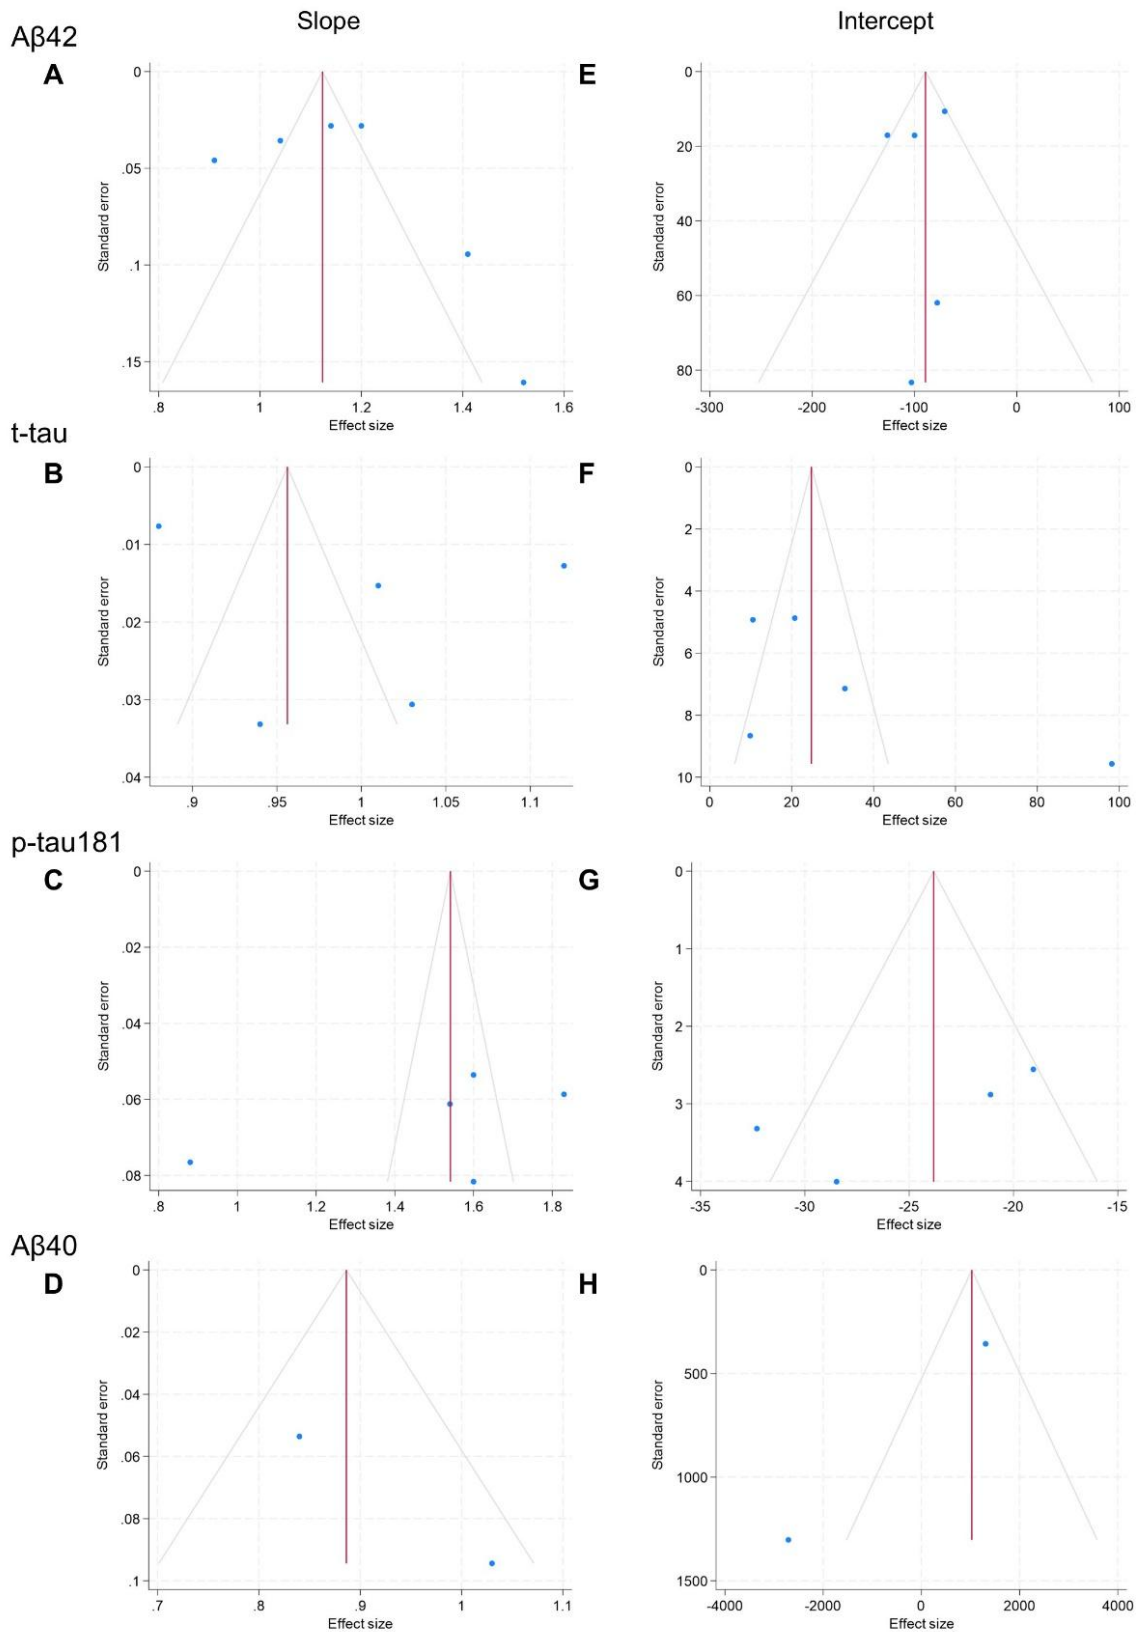 Slope
Intercept
Aβ42
A
0
.05
.1
.15
Standard error
.8
1
1.2
1.4
1.6
Effect size
E
0
20
40
60
80
Standard error
-300
-200
-100
0
100
Effect size
t-tau
B
0
.01
.02
.03
.04
Standard error
.9
.95
1
1.05
1.1
Effect size
F
0
2
4
6
8
10
Standard error
0
20
40
60
80
100
Effect size
p-tau181
C
0
.02
.04
.06
.08
Standard error
.8
1
1.2
1.4
1.6
1.8
Effect size
G
0
1
2
3
4
Standard error
-35
-30
-25
-20
-15
Effect size
Aβ40
D
0
.02
.04
.06
.08
.1
Standard error
.7
.8
.9
1
1.1
Effect size
H
0
500
1000
1500
Standard error
-4000
-2000
0
2000
4000
Effect size